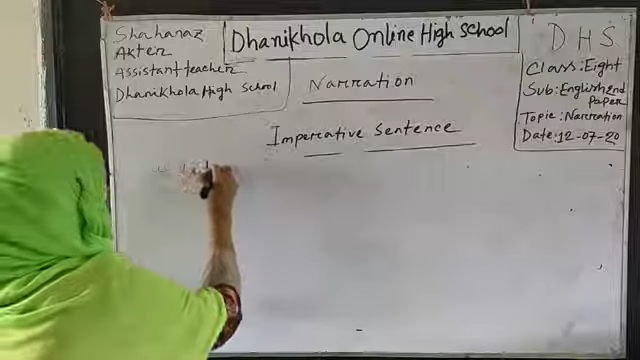 Shahanaz
Akter
Assistant teacher
Dhanikhola High School
Dhanikhola Online High School
Narration
Imperative Sentence
D H S
Class: Eight
Sub: English 2nd
Paper
Topic: Narration
Date: 12-07-20